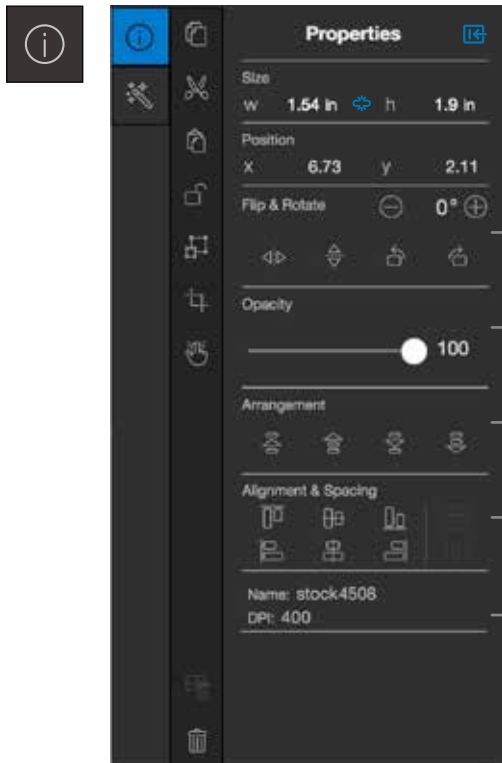 Properties
Size
w 1.54 in h 1.9 in
Position
x 6.73 y 2.11
Flip & Rotate 0°
Opacity
100
Arrangement
Alignment & Spacing
Name: stock4508
DPI: 400